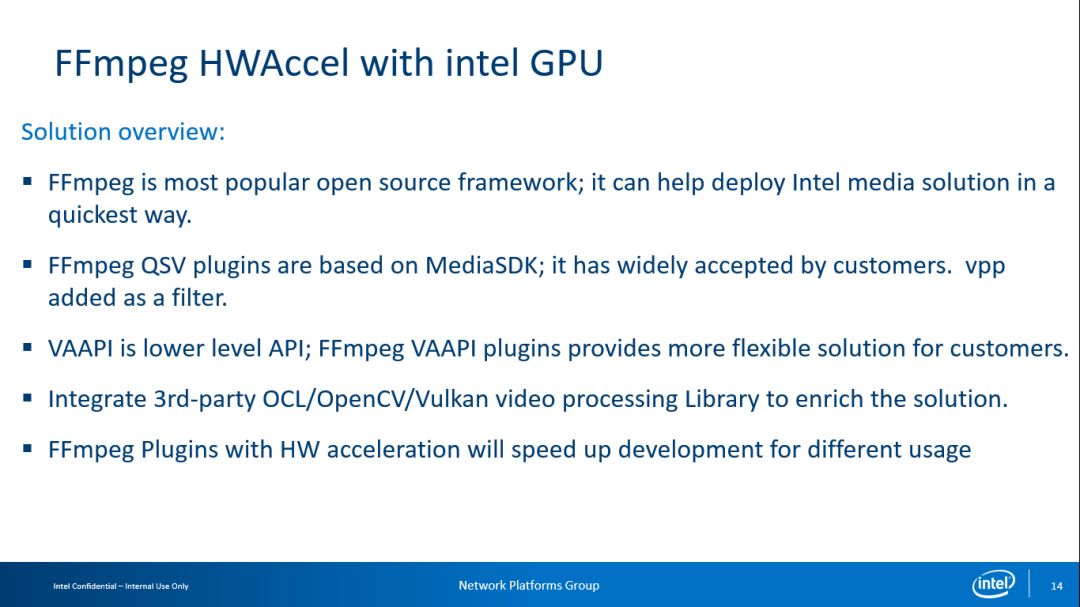 FFmpeg HWAccel with intel GPU
Solution overview:
▪ FFmpeg is most popular open source framework; it can help deploy Intel media solution in a
quickest way.
▪ FFmpeg QSV plugins are based on MediaSDK; it has widely accepted by customers.  vpp
added as a filter.
▪ VAAPI is lower level API; FFmpeg VAAPI plugins provides more flexible solution for customers.
▪ Integrate 3rd-party OCL/OpenCV/Vulkan video processing Library to enrich the solution.
▪ FFmpeg Plugins with HW acceleration will speed up development for different usage
Intel Confidential – Internal Use Only
Network Platforms Group
intel
14